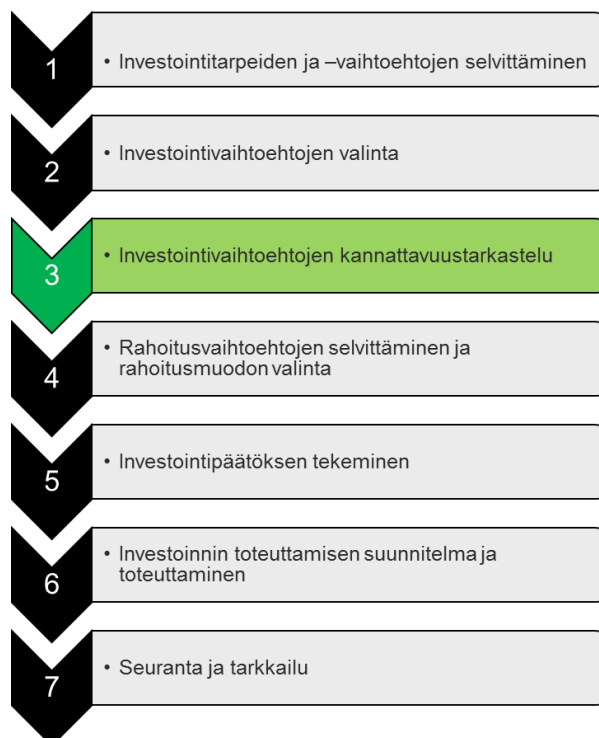 1
• Investointitarpeiden ja –vaihtoehtojen selvittäminen
2
• Investointivaihtoehtojen valinta
3
• Investointivaihtoehtojen kannattavuustarkastelu
4
• Rahoitusvaihtoehtojen selvittäminen ja
rahoitusmuodon valinta
5
• Investointipäätöksen tekeminen
6
• Investoinnin toteuttamisen suunnitelma ja
toteuttaminen
7
• Seuranta ja tarkkailu